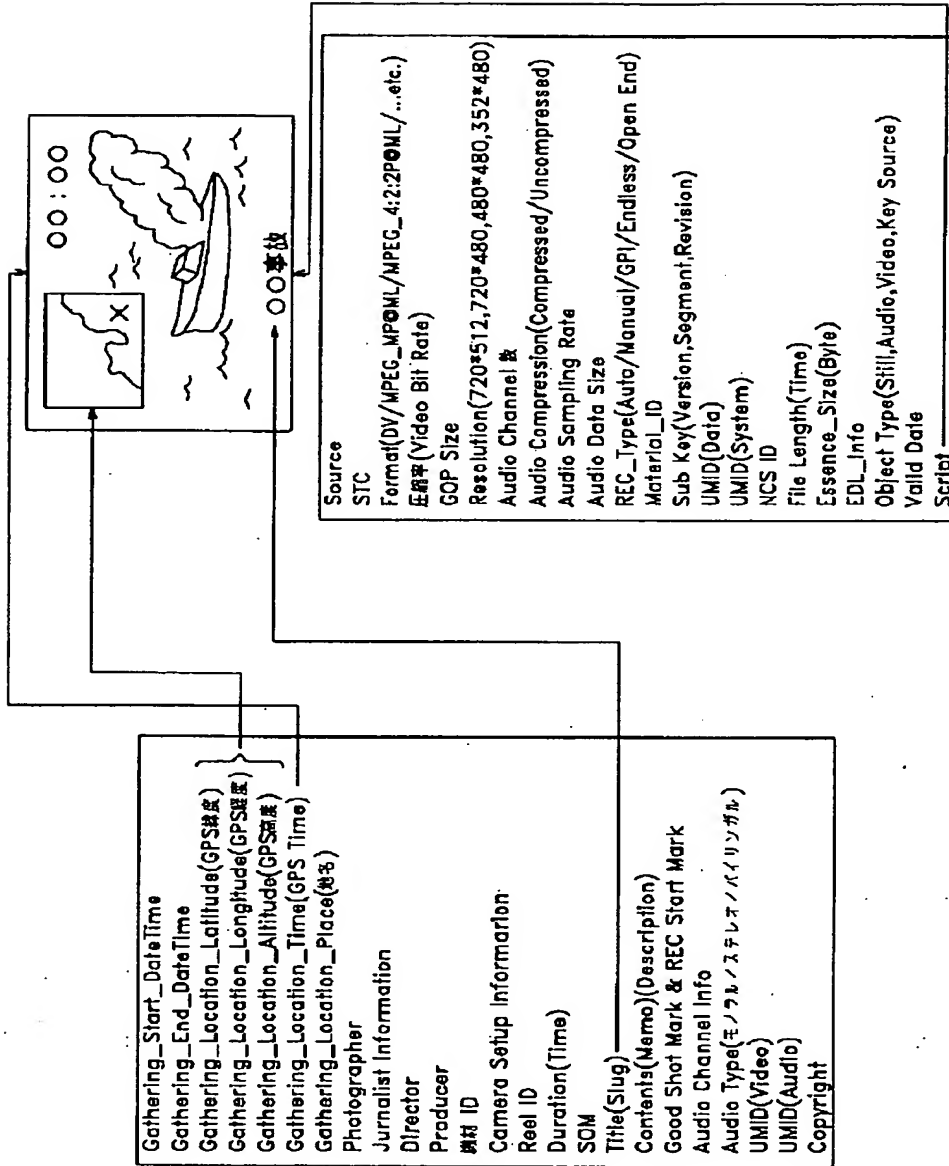 00:00
X
〇〇事故
Gathering_Start_DateTime
Gathering_End_DateTime
Gathering_Location_Latitude(GPS緯度)
Gathering_Location_Longhitude(GPS経度)
Gathering_Location_Altitude(GPS高度)
Gathering_Location_Time(GPS Time)
Gathering_Location_Place(地名)
Photographer
Jurnalist Information
Director
Producer
素材 ID
Camera Setup Informarion
Reel ID
Duration(Time)
SOM
Title(Slug)
Contents(Memo)(Description)
Good Shot Mark & REC Start Mark
Audio Channel Info
Audio Type(モノラル/ステレオ/バイリンガル)
UMID(Video)
UMID(Audio)
Copyright
Source
STC
Format(DV/MPEG_MP@ML/MPEG_4:2:2P@ML/...etc.)
圧縮率(Video Bit Rate)
GOP Size
Resolution(720*512,720*480,480*480,352*480)
Audio Channel 数
Audio Compression(Compressed/Uncompressed)
Audio Sampling Rate
Audio Data Size
REC_Type(Auto/Manual/GPI/Endless/Open End)
Material_ID
Sub Key(Version,Segment,Revision)
UMID(Data)
UMID(System)
NCS ID
File Length(Time)
Essence_Size(Byte)
EDL_Info
Object Type(Still,Audio,Video,Key Source)
Valid Date
Script